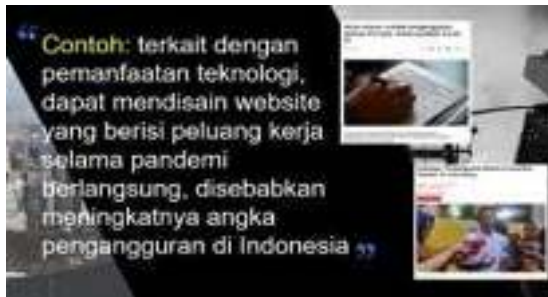 Contoh: terkait dengan
pemanfaatan teknologi,
dapat mendisain website
yang berisi peluang kerja
selama pandemi
berlangsung, disebabkan
meningkatnya angka
pengangguran di Indonesia